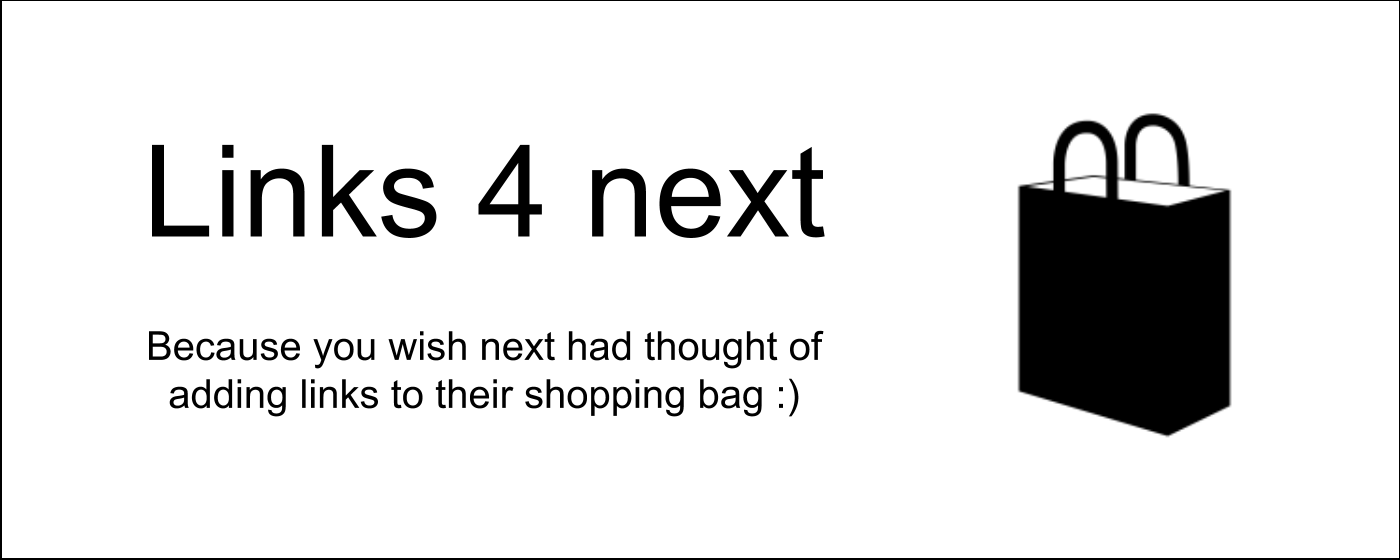 Links 4 next
Because you wish next had thought of
adding links to their shopping bag :)